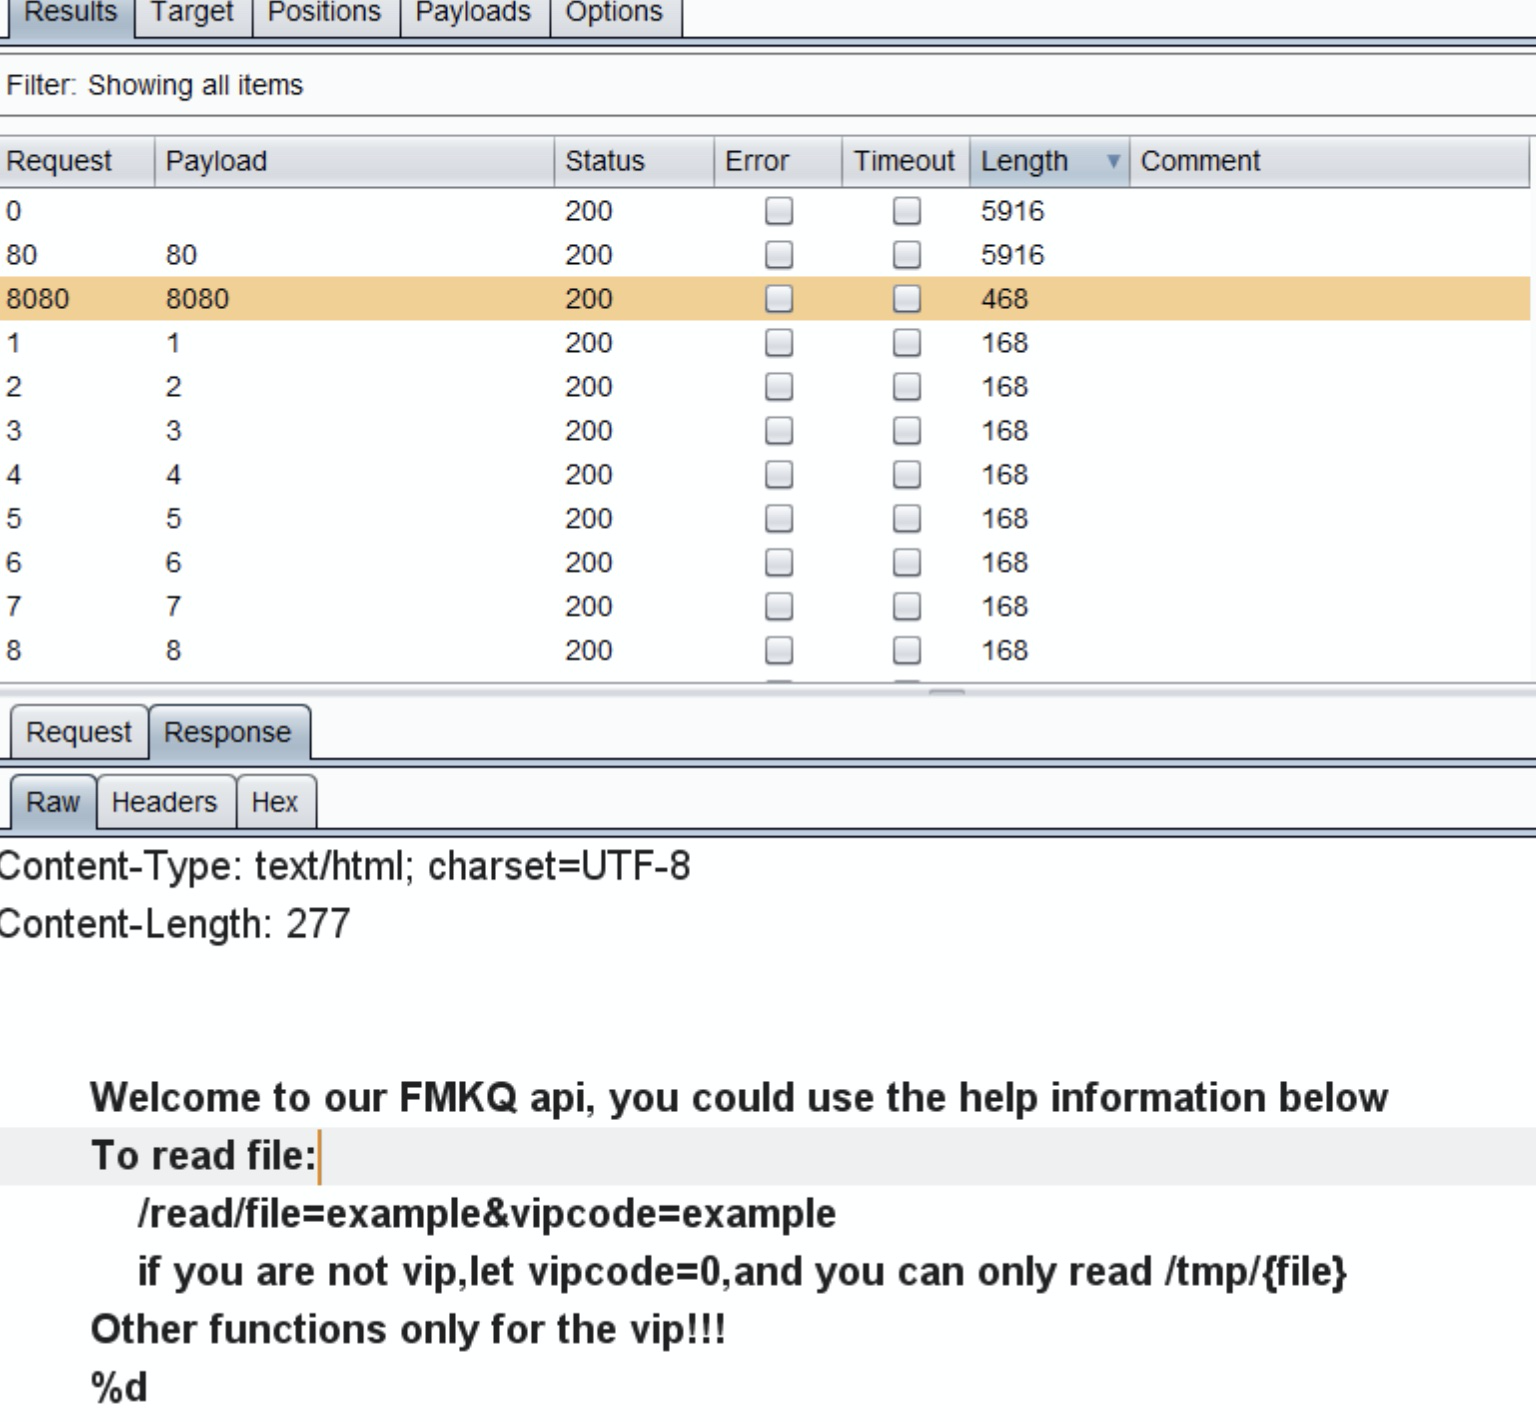 Results Target Positions Payloads Options
Filter: Showing all items
Request Payload Status Error Timeout Length Comment
0 200 5916
80 80 200 5916
8080 8080 200 468
1 1 200 168
2 2 200 168
3 3 200 168
4 4 200 168
5 5 200 168
6 6 200 168
7 7 200 168
8 8 200 168
Request Response
Raw Headers Hex
Content-Type: text/html; charset=UTF-8
Content-Length: 277
Welcome to our FMKQ api, you could use the help information below
To read file:
/read/file=example&vipcode=example
if you are not vip,let vipcode=0,and you can only read /tmp/{file}
Other functions only for the vip!!!
%d